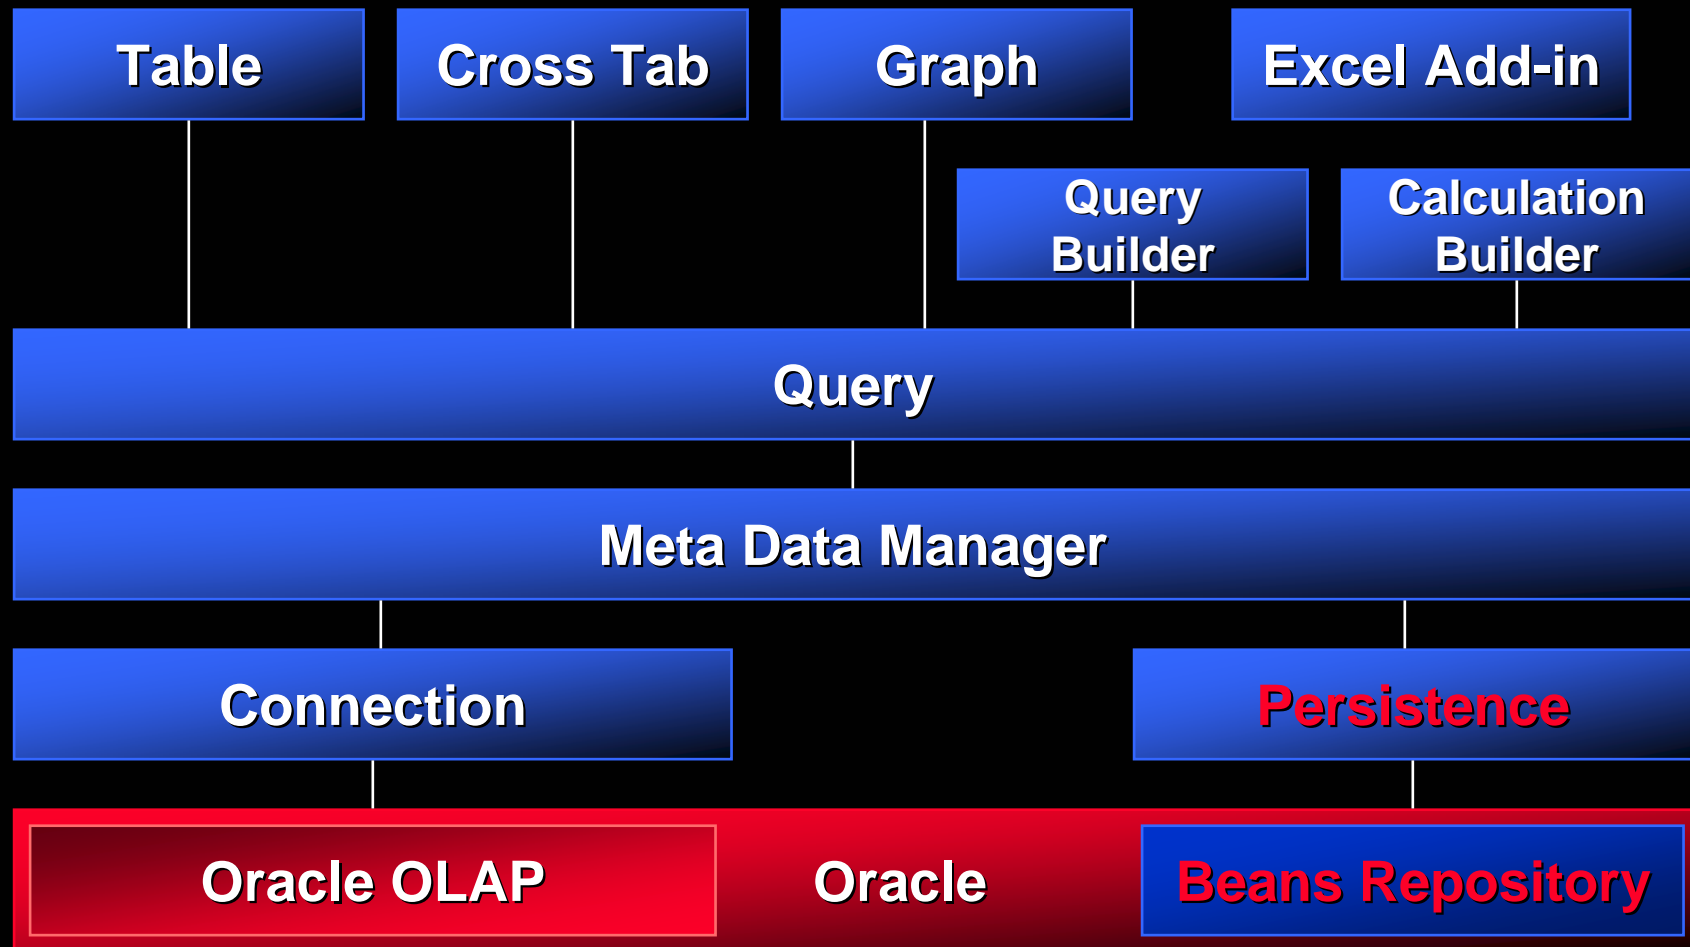 Table
Cross Tab
Graph
Excel Add-in
Query
Builder
Calculation
Builder
Query
Meta Data Manager
Connection
Persistence
Oracle OLAP
Oracle
Beans Repository